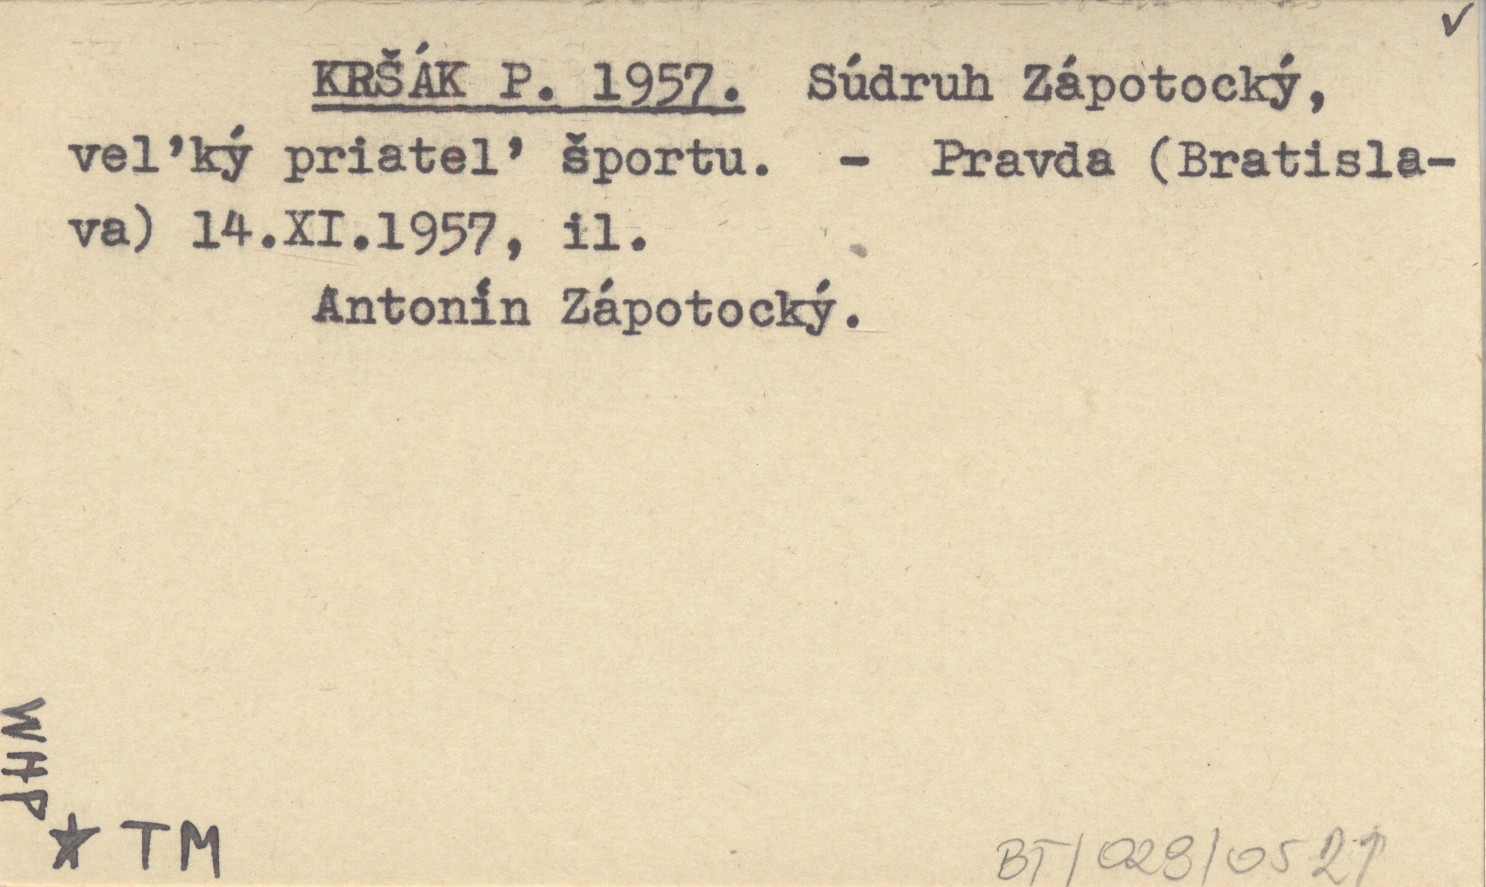 KRŠÁK P. 1957. Súdruh Zápotocký,
vel'ký priatel' športu. - Pravda (Bratisla-
va) 14.XI.1957, il.
Antonín Zápotocký.
WHP
TM
BT/028/05